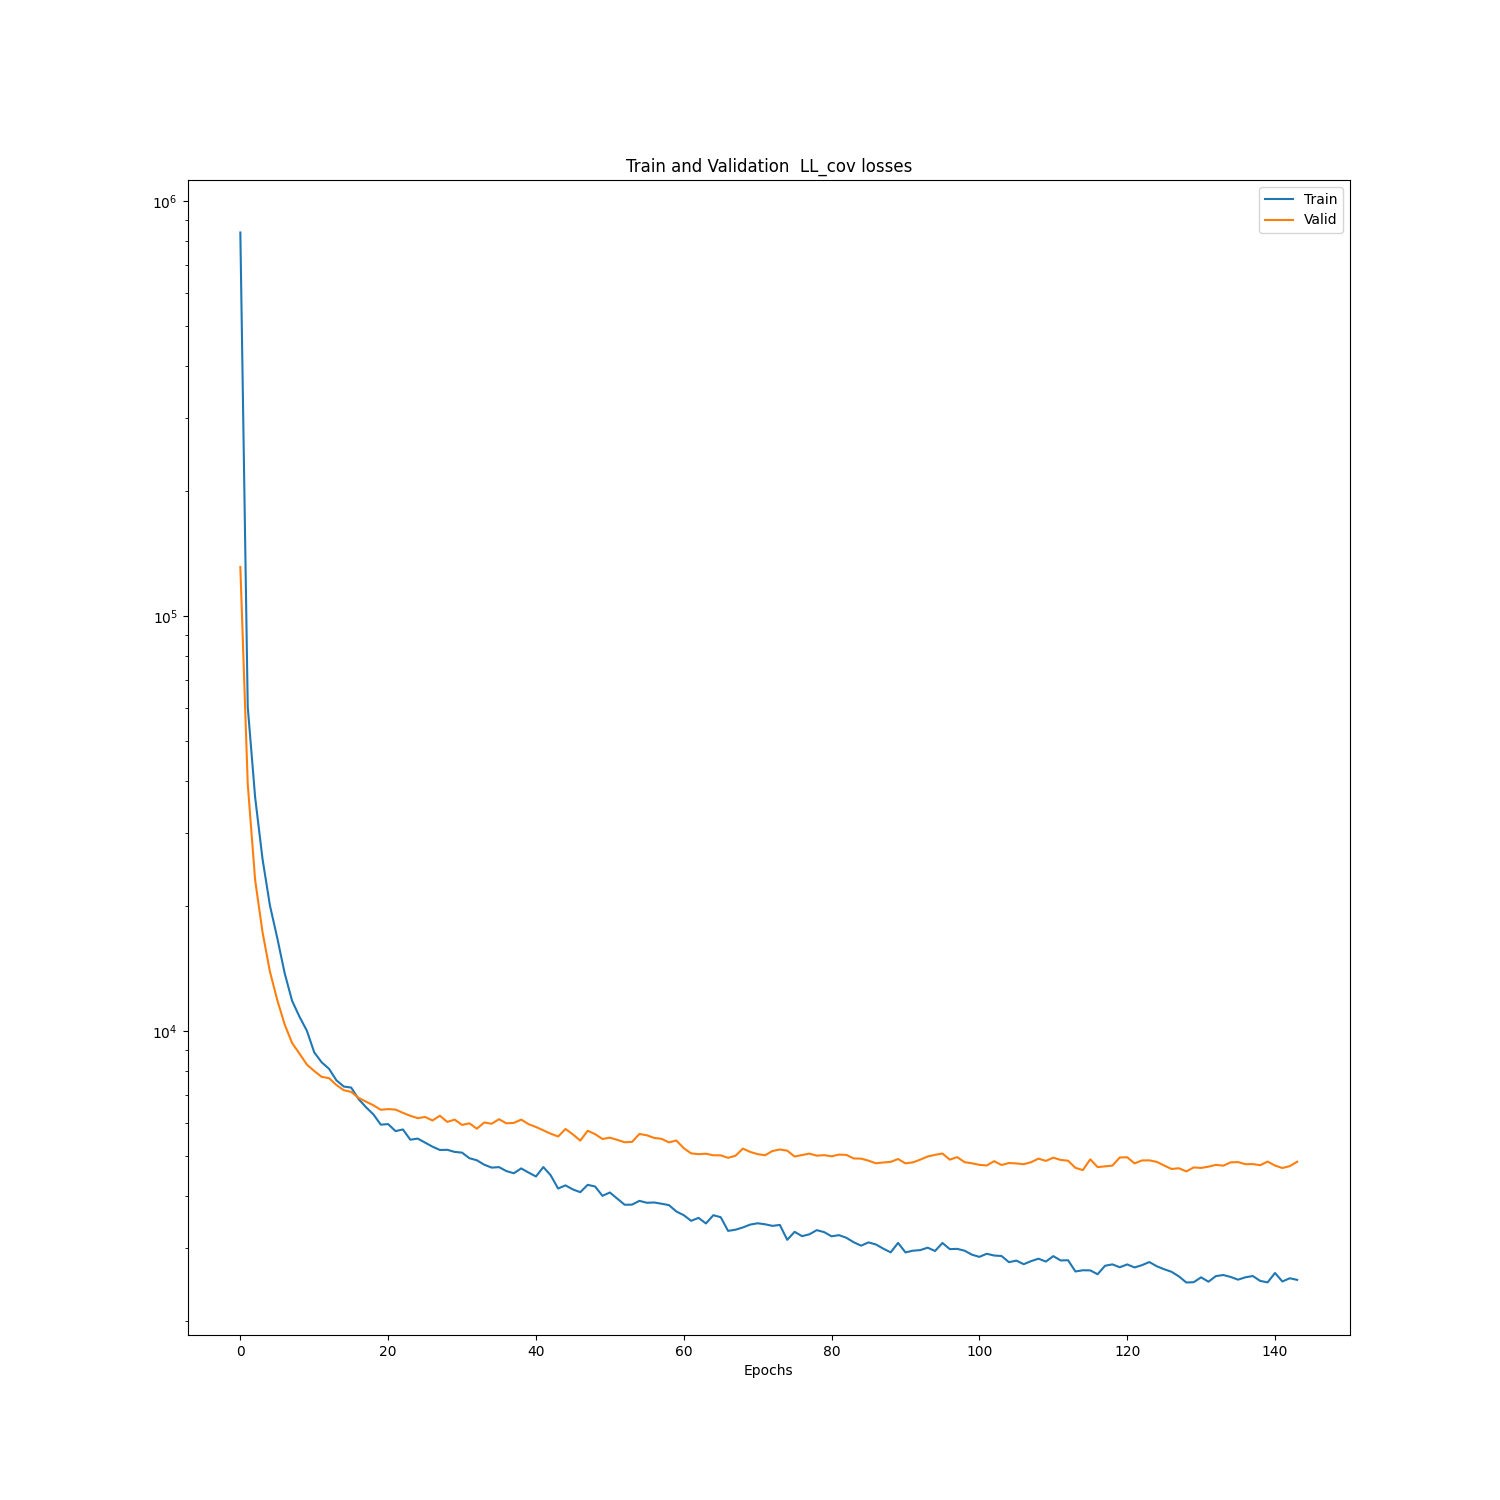 Train and Validation  LL_cov losses
10⁶
Train
Valid
10⁵
10⁴
0 20 40 60 80 100 120 140
Epochs